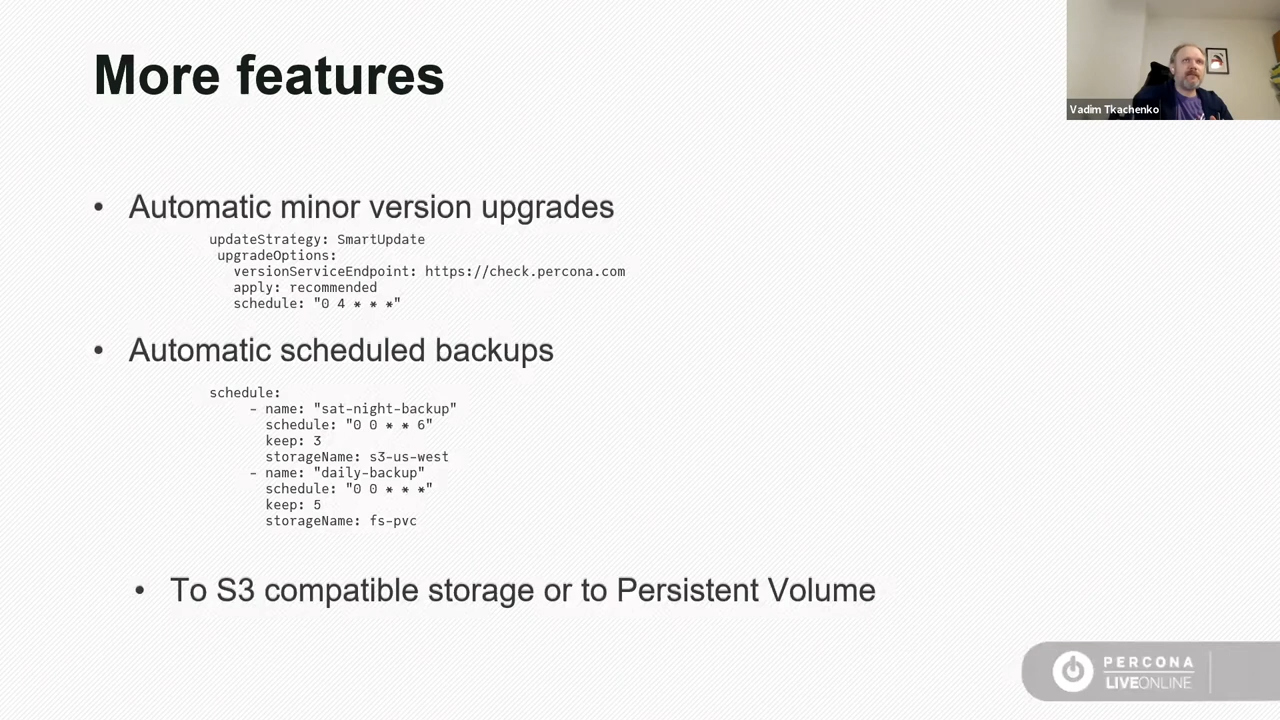 More features
Vadim Tkachenko
• Automatic minor version upgrades
updateStrategy: SmartUpdate
upgradeOptions:
versionServiceEndpoint: https://check.percona.com
apply: recommended
schedule: "0 4 * * *"
• Automatic scheduled backups
schedule:
- name: "sat-night-backup"
schedule: "0 0 * * 6"
keep: 3
storageName: s3-us-west
- name: "daily-backup"
schedule: "0 0 * * *"
keep: 5
storageName: fs-pvc
• To S3 compatible storage or to Persistent Volume
PERCONA
LIVEONLINE